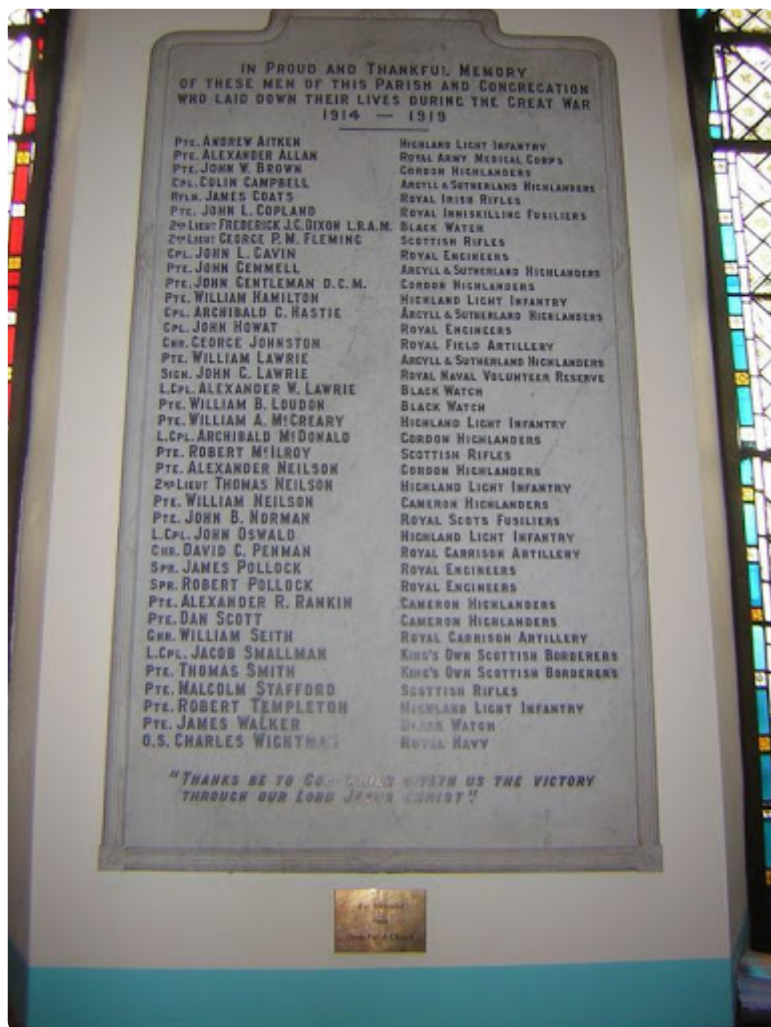 IN PROUD AND THANKFUL MEMORY
OF THESE MEN OF THIS PARISH AND CONGREGATION
WHO LAID DOWN THEIR LIVES DURING THE GREAT WAR
1914 — 1919
PTE. ANDREW AITKEN HIGHLAND LIGHT INFANTRY
PTE. ALEXANDER ALLAN ROYAL ARMY MEDICAL CORPS
PTE. JOHN W. BROWN GORDON HIGHLANDERS
CPL. COLIN CAMPBELL ARGYLL & SUTHERLAND HIGHLANDERS
RFLN. JAMES COATS ROYAL IRISH RIFLES
PTE. JOHN L. COPLAND ROYAL INNISKILLING FUSILIERS
2ND LIEUT FREDERICK J.C. DIXON L.R.A.M. BLACK WATCH
2ND LIEUT GEORGE P.M. FLEMING SCOTTISH RIFLES
CPL. JOHN L. GAVIN ROYAL ENGINEERS
PTE. JOHN GEMMELL ARGYLL & SUTHERLAND HIGHLANDERS
PTE. JOHN GENTLEMAN D.C.M. GORDON HIGHLANDERS
PTE. WILLIAM HAMILTON HIGHLAND LIGHT INFANTRY
CPL. ARCHIBALD C. HASTIE ARGYLL & SUTHERLAND HIGHLANDERS
CPL. JOHN HOWAT ROYAL ENGINEERS
GNR. GEORGE JOHNSTON ROYAL FIELD ARTILLERY
PTE. WILLIAM LAWRIE ARGYLL & SUTHERLAND HIGHLANDERS
SIGN. JOHN C. LAWRIE ROYAL NAVAL VOLUNTEER RESERVE
L.CPL. ALEXANDER W. LAWRIE BLACK WATCH
PTE. WILLIAM B. LOUDON BLACK WATCH
PTE. WILLIAM A. MCCREARY HIGHLAND LIGHT INFANTRY
L.CPL. ARCHIBALD MCDONALD GORDON HIGHLANDERS
PTE. ROBERT MCILROY SCOTTISH RIFLES
PTE. ALEXANDER NEILSON GORDON HIGHLANDERS
2ND LIEUT THOMAS NEILSON HIGHLAND LIGHT INFANTRY
PTE. WILLIAM NEILSON CAMERON HIGHLANDERS
PTE. JOHN B. NORMAN ROYAL SCOTS FUSILIERS
L.CPL. JOHN OSWALD HIGHLAND LIGHT INFANTRY
GNR. DAVID C. PENMAN ROYAL GARRISON ARTILLERY
SPR. JAMES POLLOCK ROYAL ENGINEERS
SPR. ROBERT POLLOCK ROYAL ENGINEERS
PTE. ALEXANDER R. RANKIN CAMERON HIGHLANDERS
PTE. DAN SCOTT CAMERON HIGHLANDERS
GNR. WILLIAM SEITH ROYAL GARRISON ARTILLERY
L.CPL. JACOB SMALLMAN KING'S OWN SCOTTISH BORDERERS
PTE. THOMAS SMITH KING'S OWN SCOTTISH BORDERERS
PTE. MALCOLM STAFFORD SCOTTISH RIFLES
PTE. ROBERT TEMPLETON HIGHLAND LIGHT INFANTRY
PTE. JAMES WALKER BLACK WATCH
O.S. CHARLES WIGHTMAN ROYAL NAVY
"THANKS BE TO GOD WHICH GIVETH US THE VICTORY
THROUGH OUR LORD JESUS CHRIST".